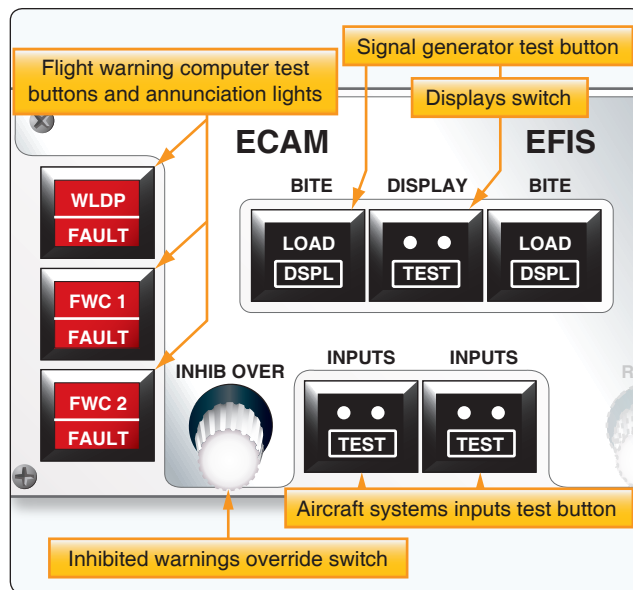 Flight warning computer test
buttons and annunciation lights
Signal generator test button
Displays switch
ECAM
EFIS
BITE
DISPLAY
BITE
WLDP
FAULT
LOAD
DSPL
TEST
LOAD
DSPL
FWC 1
FAULT
INHIB OVER
INPUTS
INPUTS
FWC 2
FAULT
TEST
TEST
Aircraft systems inputs test button
Inhibited warnings override switch